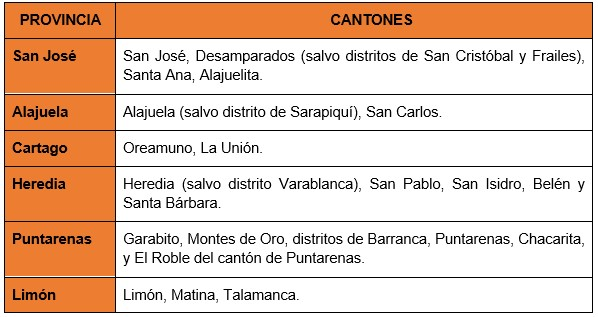 PROVINCIA CANTONES
San José San José, Desamparados (salvo distritos de San Cristóbal y Frailes),
Santa Ana, Alajuelita.
Alajuela Alajuela (salvo distrito de Sarapiquí), San Carlos.
Cartago Oreamuno, La Unión.
Heredia Heredia (salvo distrito Varablanca), San Pablo, San Isidro, Belén y
Santa Bárbara.
Puntarenas Garabito, Montes de Oro, distritos de Barranca, Puntarenas, Chacarita,
y El Roble del cantón de Puntarenas.
Limón Limón, Matina, Talamanca.